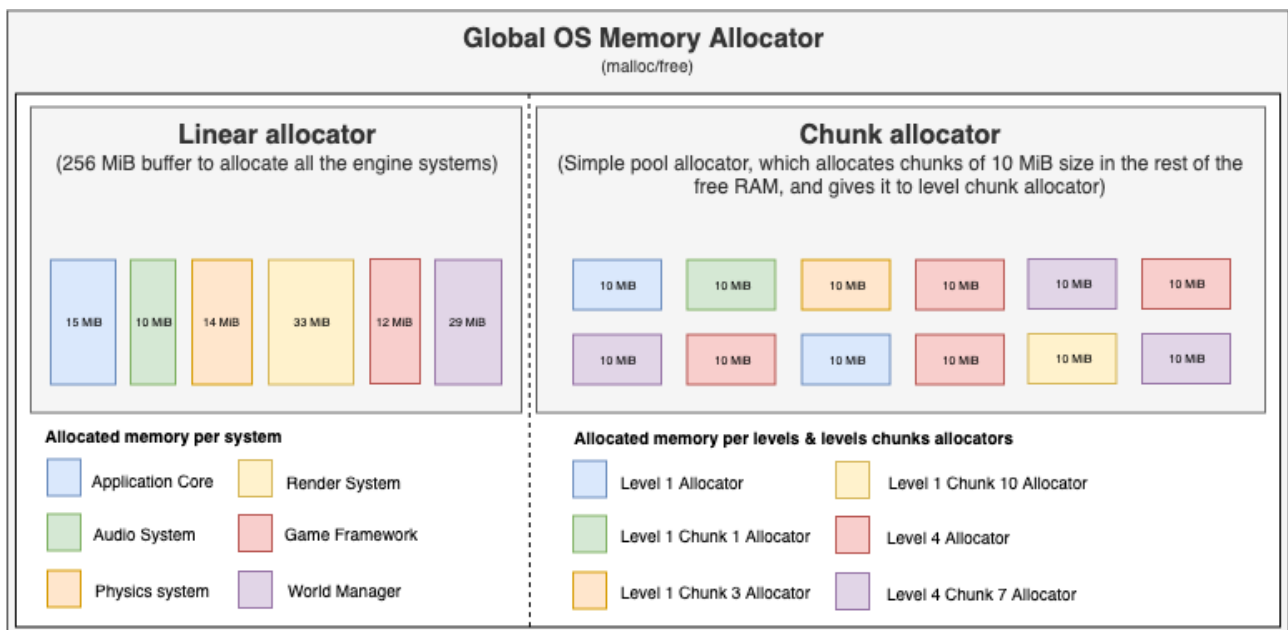 Global OS Memory Allocator
(malloc/free)
Linear allocator
(256 MiB buffer to allocate all the engine systems)
15 MiB
10 MiB
14 MiB
33 MiB
12 MiB
29 MiB
Allocated memory per system
Application Core
Render System
Audio System
Game Framework
Physics system
World Manager
Chunk allocator
(Simple pool allocator, which allocates chunks of 10 MiB size in the rest of the
free RAM, and gives it to level chunk allocator)
10 MiB
10 MiB
10 MiB
10 MiB
10 MiB
10 MiB
10 MiB
10 MiB
10 MiB
10 MiB
10 MiB
10 MiB
Allocated memory per levels & levels chunks allocators
Level 1 Allocator
Level 1 Chunk 10 Allocator
Level 1 Chunk 1 Allocator
Level 4 Allocator
Level 1 Chunk 3 Allocator
Level 4 Chunk 7 Allocator